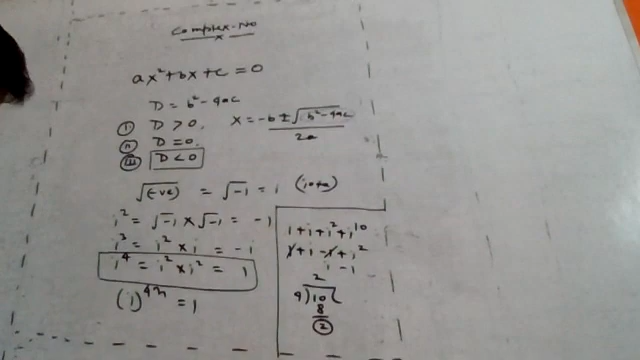 Complex-No
ax²+bx+c=0
D = b²-4ac
(i) D > 0, x = -b ± √b²-4ac / 2a
(ii) D = 0.
(iii) D < 0
√(-ve) = √-1 = i (iota)
i² = √-1 × √-1 = -1
i³ = i² × i = -i
i⁴ = i² × i² = 1
(i)⁴ⁿ = 1
1+i+i²+i¹⁰
1+i-1+i²
i-1
2
4)10(
8
2